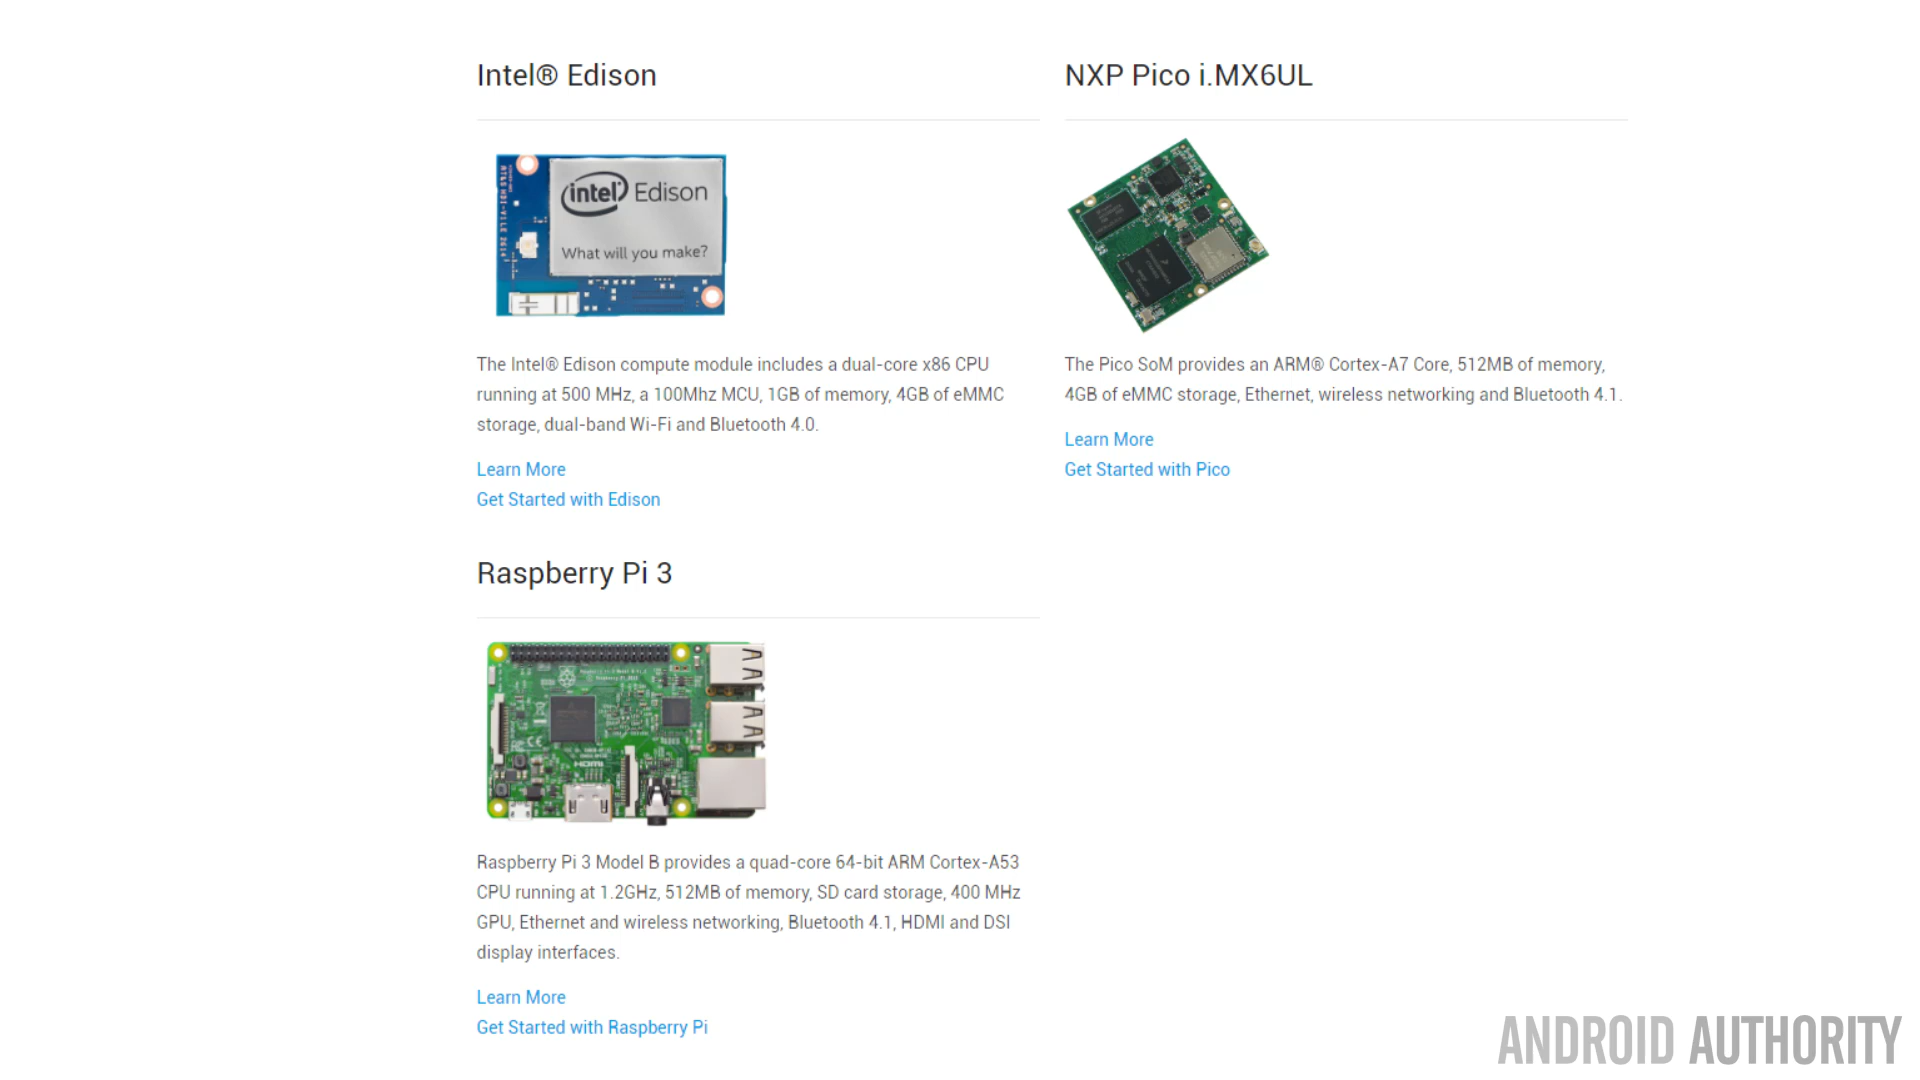 Intel® Edison
intel Edison
What will you make?
The Intel® Edison compute module includes a dual-core x86 CPU
running at 500 MHz, a 100Mhz MCU, 1GB of memory, 4GB of eMMC
storage, dual-band Wi-Fi and Bluetooth 4.0.
Learn More
Get Started with Edison
NXP Pico i.MX6UL
The Pico SoM provides an ARM® Cortex-A7 Core, 512MB of memory,
4GB of eMMC storage, Ethernet, wireless networking and Bluetooth 4.1.
Learn More
Get Started with Pico
Raspberry Pi 3
HDMI
Raspberry Pi 3 Model B provides a quad-core 64-bit ARM Cortex-A53
CPU running at 1.2GHz, 512MB of memory, SD card storage, 400 MHz
GPU, Ethernet and wireless networking, Bluetooth 4.1, HDMI and DSI
display interfaces.
Learn More
Get Started with Raspberry Pi
ANDROID AUTHORITY